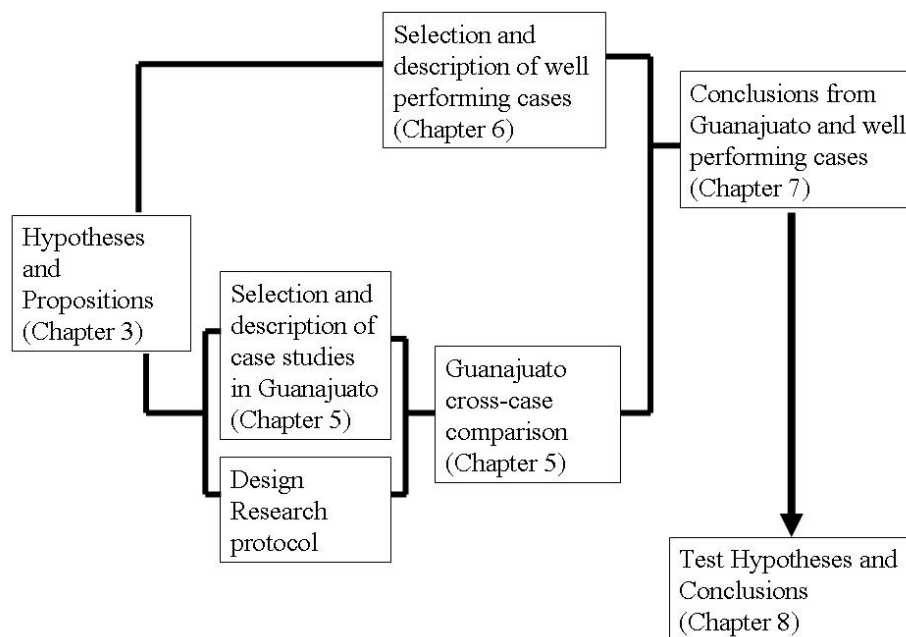 Selection and
description of well
performing cases
(Chapter 6)
Conclusions from
Guanajuato and well
performing cases
(Chapter 7)
Hypotheses
and
Propositions
(Chapter 3)
Selection and
description of
case studies
in Guanajuato
(Chapter 5)
Guanajuato
cross-case
comparison
(Chapter 5)
Design
Research
protocol
Test Hypotheses and
Conclusions
(Chapter 8)